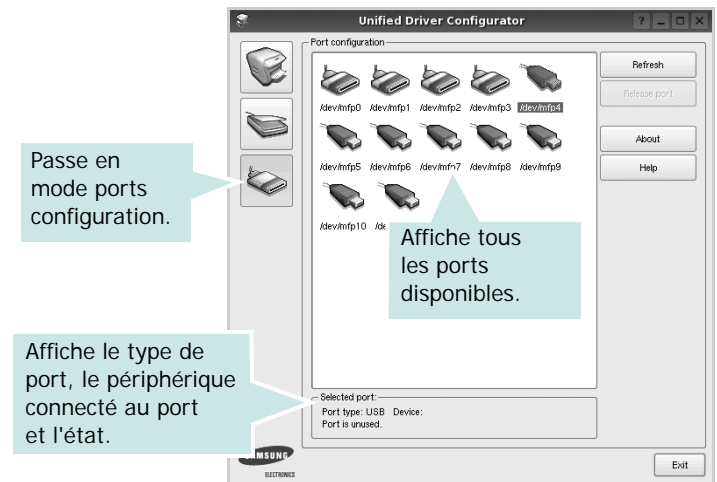 Unified Driver Configurator
Port configuration
/dev/mfp0 /dev/mfp1 /dev/mfp2 /dev/mfp3 /dev/mfp4
/dev/mfp5 /dev/mfp6 /dev/mfp7 /dev/mfp8 /dev/mfp9
/dev/mfp10
Refresh
Release port
About
Help
Passe en
mode ports
configuration.
Affiche tous
les ports
disponibles.
Affiche le type de
port, le périphérique
connecté au port
et l'état.
Selected port:
Port type: USB Device:
Port is unused.
ELECTRONICS
Exit